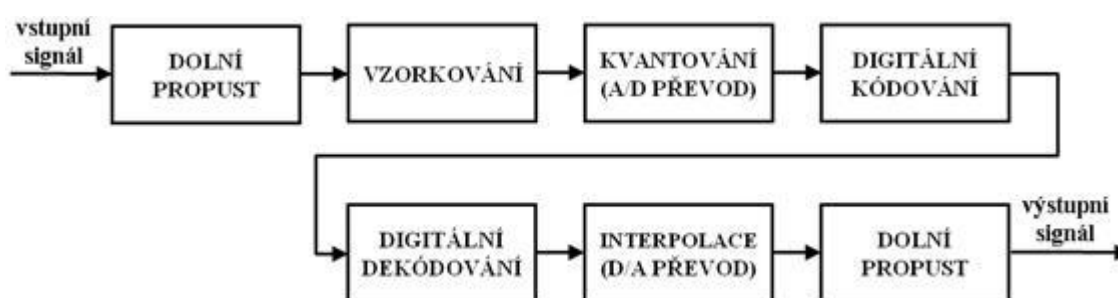 vstupní
signál
DOLNÍ
PROPUST
VZORKOVÁNÍ
KVANTOVÁNÍ
(A/D PŘEVOD)
DIGITÁLNÍ
KÓDOVÁNÍ
DIGITÁLNÍ
DEKÓDOVÁNÍ
INTERPOLACE
(D/A PŘEVOD)
DOLNÍ
PROPUST
výstupní
signál